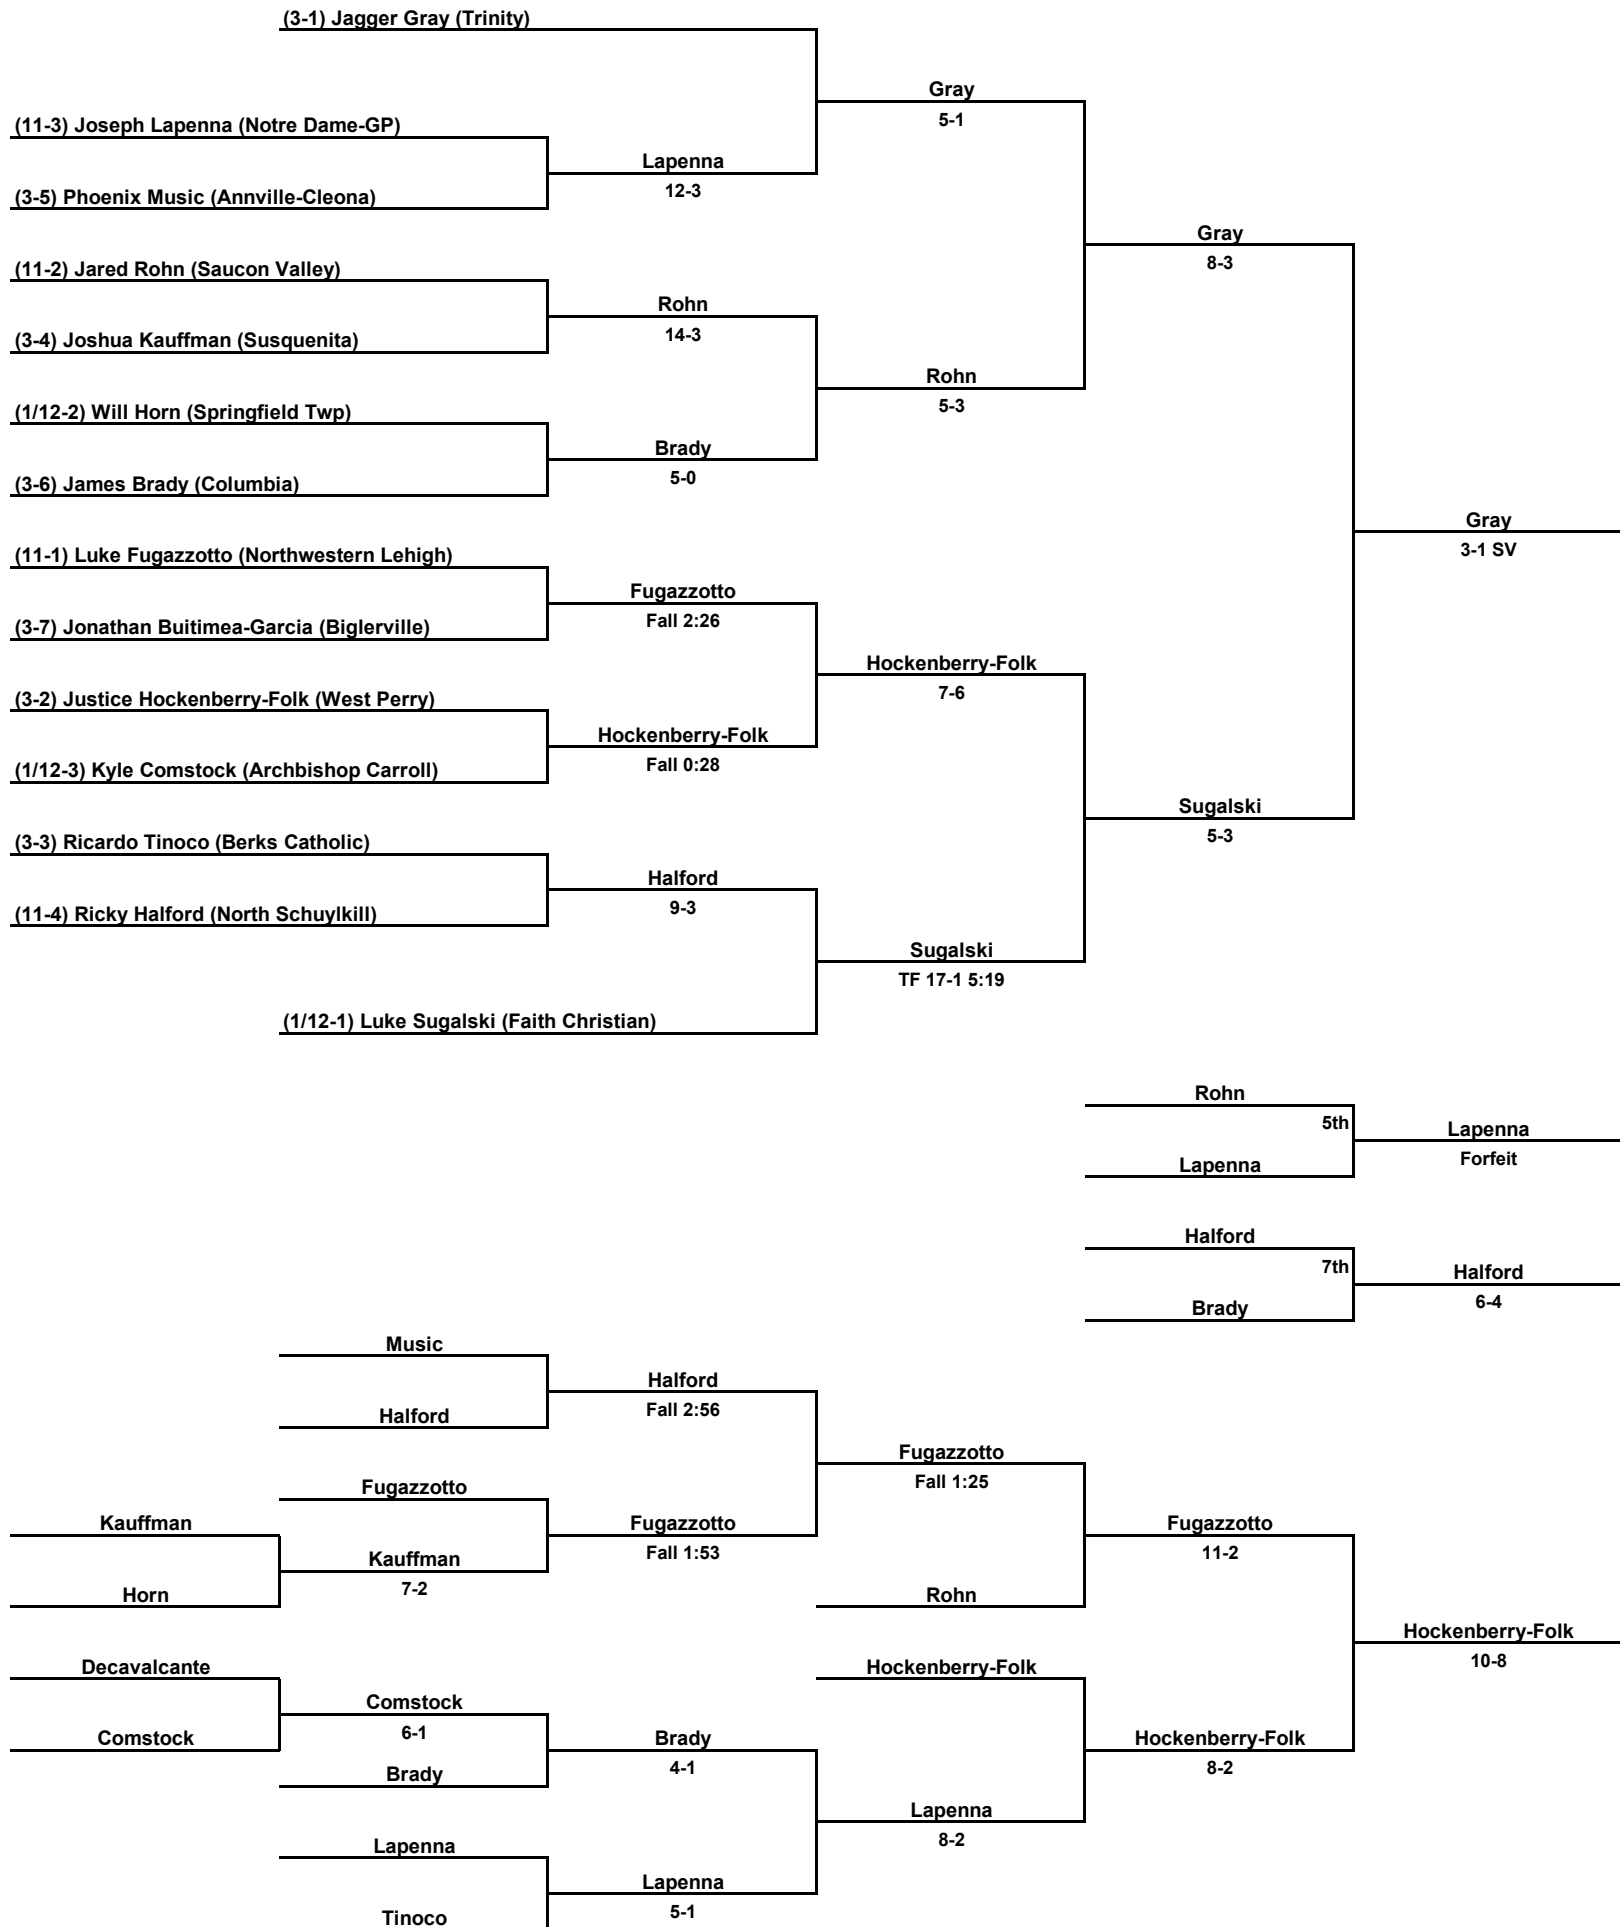 (3-1) Jagger Gray (Trinity)
Gray
5-1
(11-3) Joseph Lapenna (Notre Dame-GP)
Lapenna
12-3
(3-5) Phoenix Music (Annville-Cleona)
Gray
8-3
(11-2) Jared Rohn (Saucon Valley)
Rohn
14-3
(3-4) Joshua Kauffman (Susquenita)
Rohn
5-3
(1/12-2) Will Horn (Springfield Twp)
Brady
5-0
(3-6) James Brady (Columbia)
Gray
3-1 SV
(11-1) Luke Fugazzotto (Northwestern Lehigh)
Fugazzotto
Fall 2:26
(3-7) Jonathan Buitimea-Garcia (Biglerville)
Hockenberry-Folk
7-6
(3-2) Justice Hockenberry-Folk (West Perry)
Hockenberry-Folk
Fall 0:28
(1/12-3) Kyle Comstock (Archbishop Carroll)
Sugalski
5-3
(3-3) Ricardo Tinoco (Berks Catholic)
Halford
9-3
(11-4) Ricky Halford (North Schuylkill)
Sugalski
TF 17-1 5:19
(1/12-1) Luke Sugalski (Faith Christian)
Rohn
5th
Lapenna
Forfeit
Lapenna
Halford
7th
Halford
6-4
Brady
Music
Halford
Fall 2:56
Halford
Fugazzotto
Fall 1:25
Fugazzotto
Kauffman
Fugazzotto
Fall 1:53
Fugazzotto
11-2
Kauffman
7-2
Horn
Rohn
Hockenberry-Folk
10-8
Decavalcante
Hockenberry-Folk
Comstock
6-1
Comstock
Brady
4-1
Hockenberry-Folk
8-2
Brady
Lapenna
8-2
Lapenna
Lapenna
5-1
Tinoco